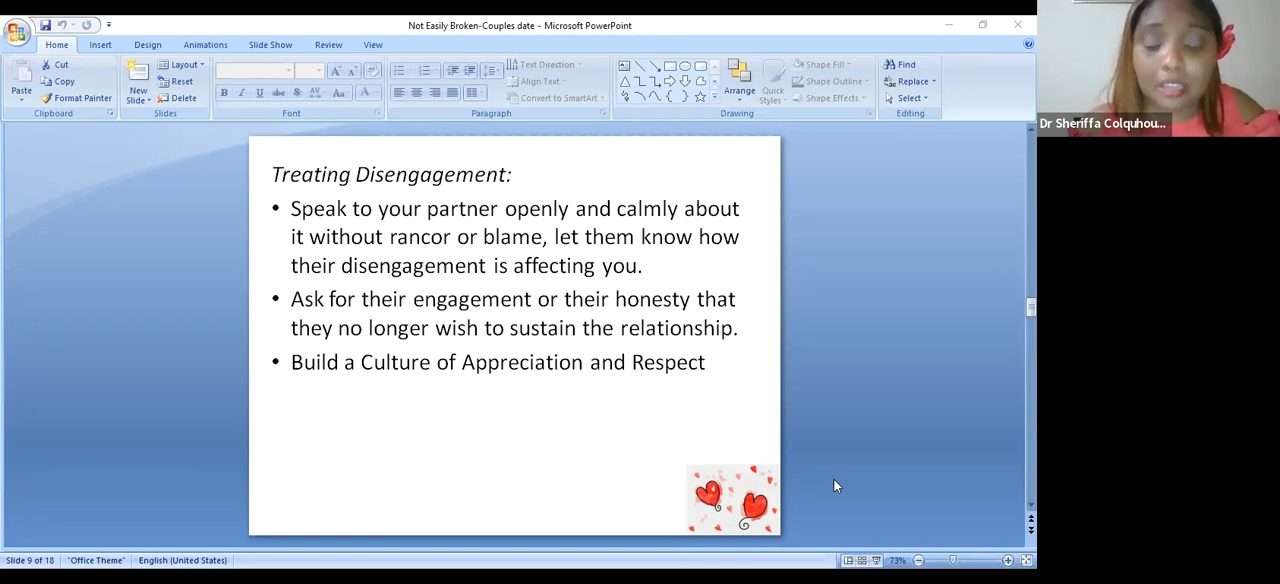 Not Easily Broken-Couples date - Microsoft PowerPoint
Home Insert Design Animations Slide Show Review View
Paste
Cut
Copy
Format Painter
Clipboard
New Slide
Layout
Reset
Delete
Slides
B I U abc S AV Aa A
Font
Text Direction
Align Text
Convert to SmartArt
Paragraph
Arrange
Quick Styles
Shape Fill
Shape Outline
Shape Effects
Drawing
Find
Replace
Select
Editing
Dr Sheriffa Colquhou...
Treating Disengagement:
• Speak to your partner openly and calmly about
it without rancor or blame, let them know how
their disengagement is affecting you.
• Ask for their engagement or their honesty that
they no longer wish to sustain the relationship.
• Build a Culture of Appreciation and Respect
Slide 9 of 18 "Office Theme" English (United States) 73%